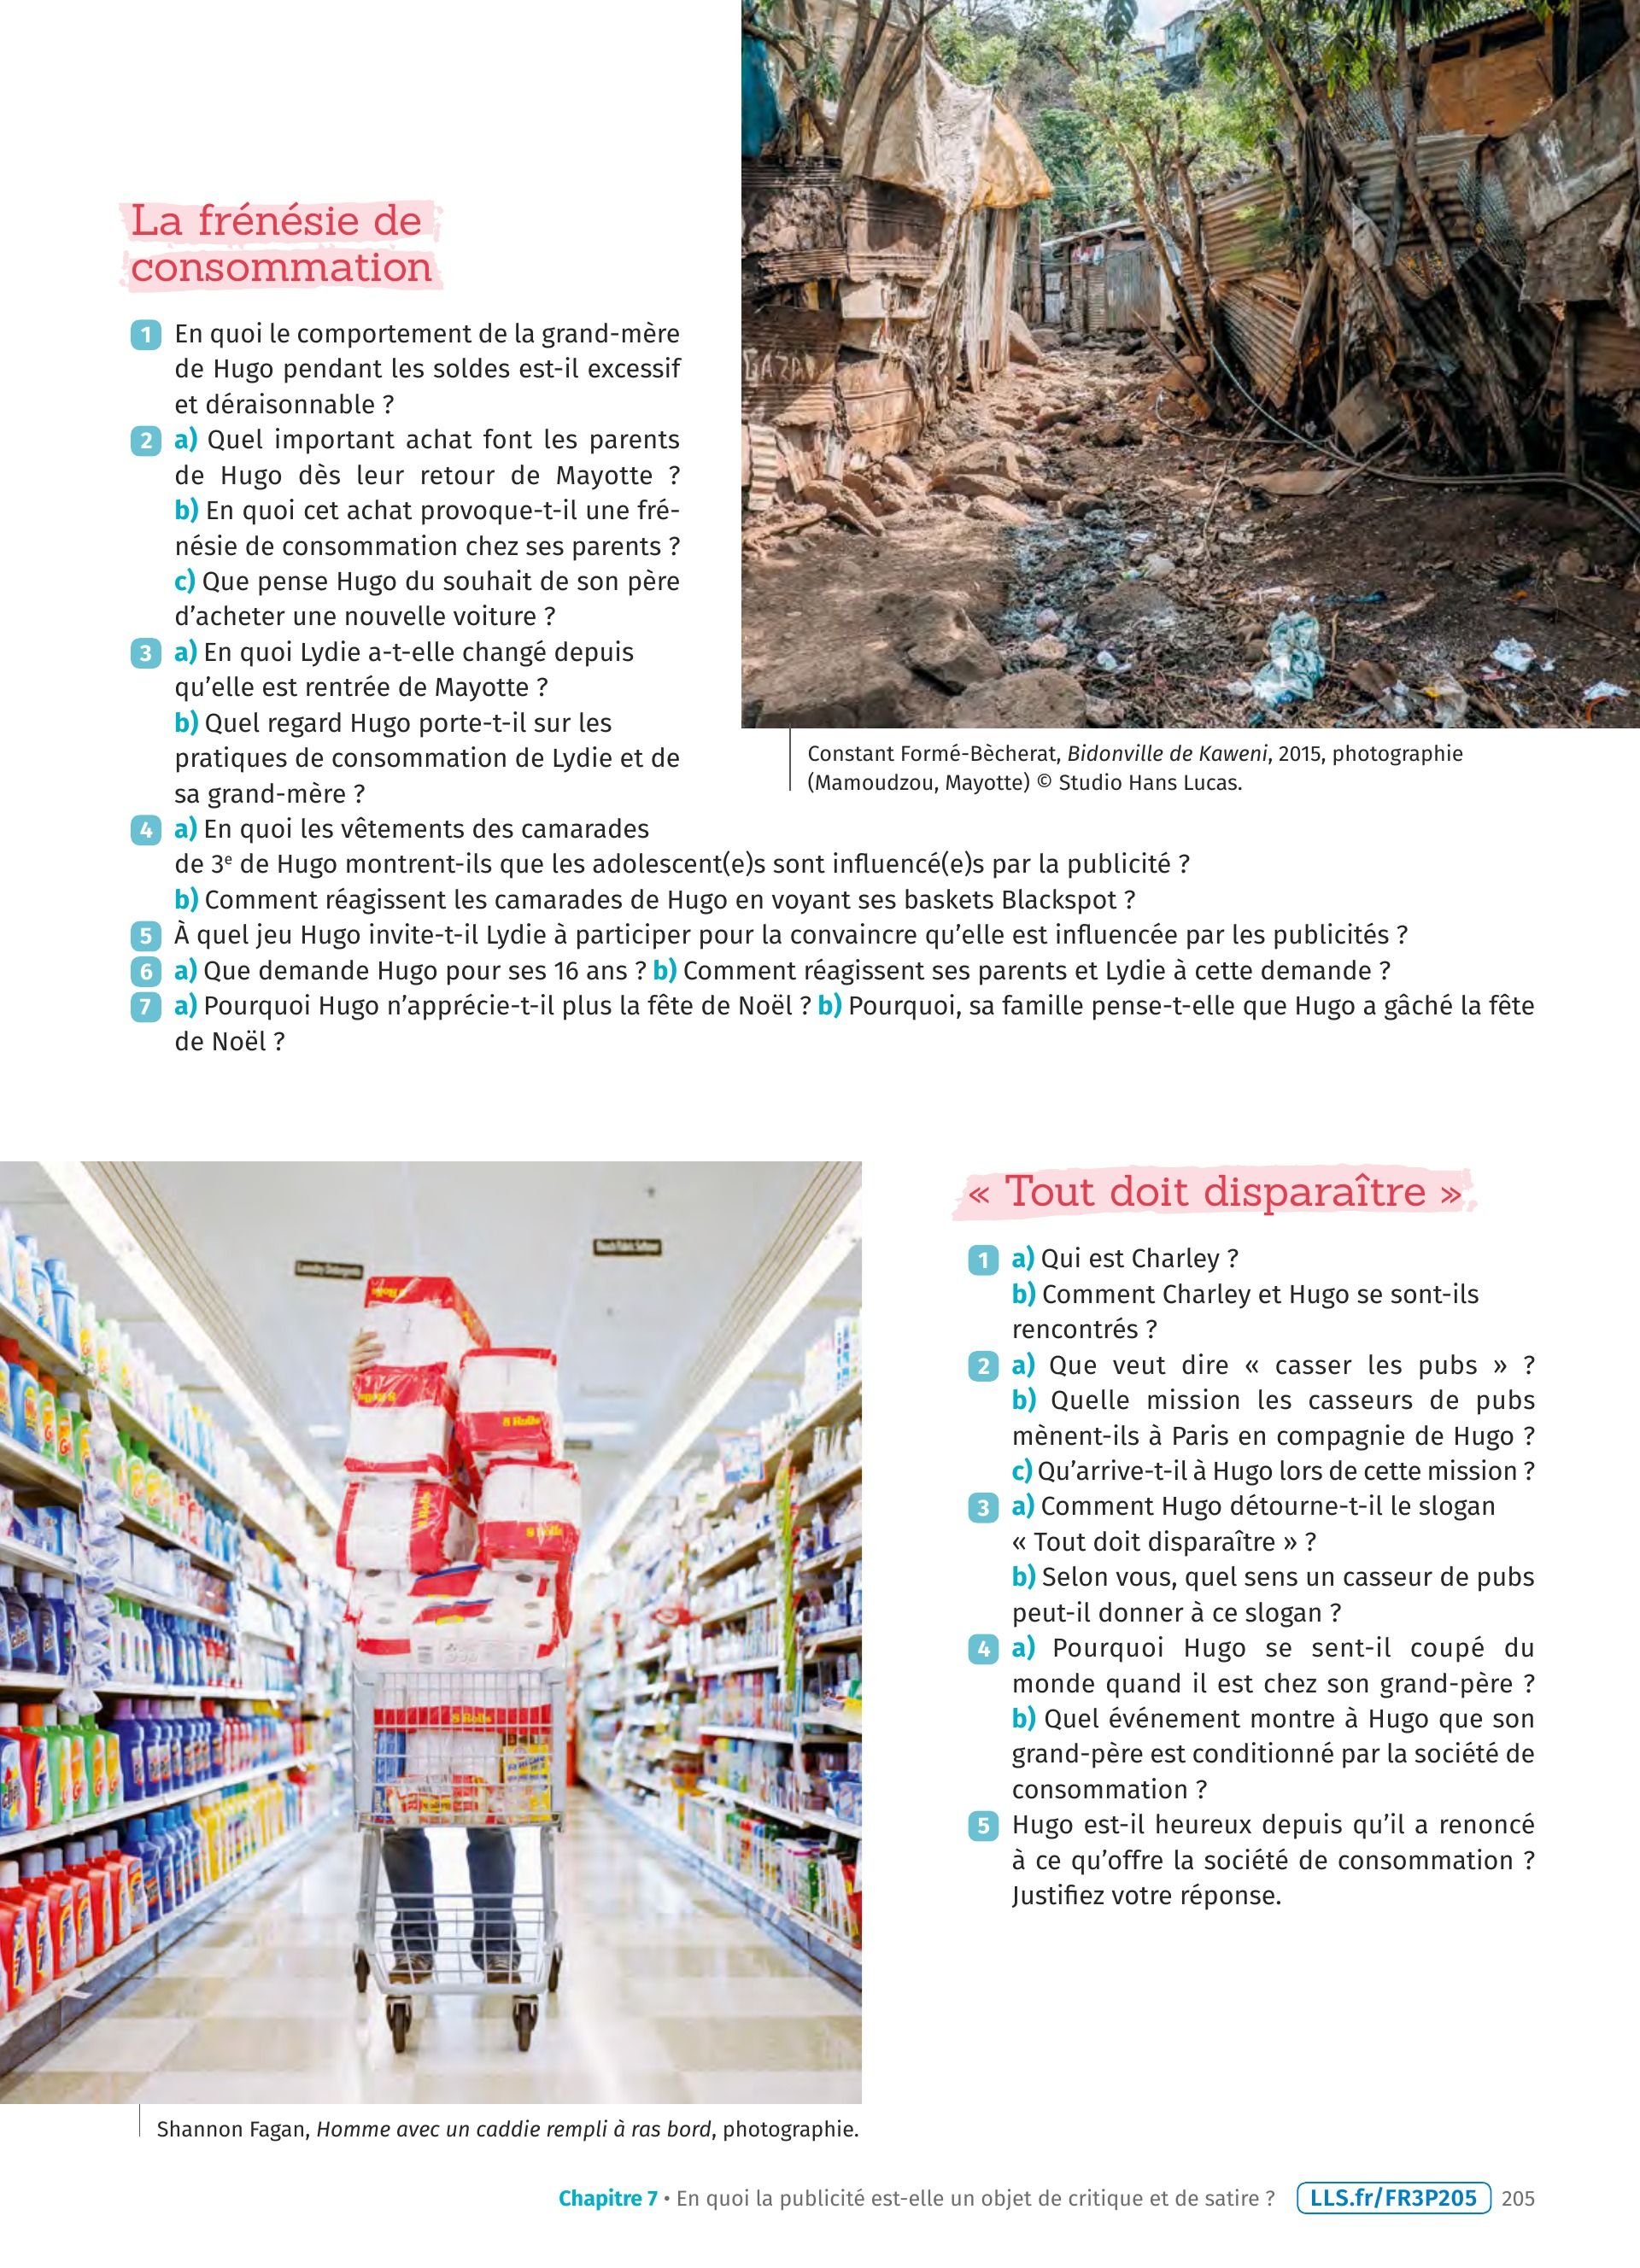 La frénésie de
consommation
1 En quoi le comportement de la grand-mère
de Hugo pendant les soldes est-il excessif
et déraisonnable ?
2 a) Quel important achat font les parents
de Hugo dès leur retour de Mayotte ?
b) En quoi cet achat provoque-t-il une fré-
nésie de consommation chez ses parents ?
c) Que pense Hugo du souhait de son père
d’acheter une nouvelle voiture ?
3 a) En quoi Lydie a-t-elle changé depuis
qu’elle est rentrée de Mayotte ?
b) Quel regard Hugo porte-t-il sur les
pratiques de consommation de Lydie et de
sa grand-mère ?
Constant Formé-Bècherat, Bidonville de Kaweni, 2015, photographie
(Mamoudzou, Mayotte) © Studio Hans Lucas.
4 a) En quoi les vêtements des camarades
de 3e de Hugo montrent-ils que les adolescent(e)s sont influencé(e)s par la publicité ?
b) Comment réagissent les camarades de Hugo en voyant ses baskets Blackspot ?
5 À quel jeu Hugo invite-t-il Lydie à participer pour la convaincre qu’elle est influencée par les publicités ?
6 a) Que demande Hugo pour ses 16 ans ? b) Comment réagissent ses parents et Lydie à cette demande ?
7 a) Pourquoi Hugo n’apprécie-t-il plus la fête de Noël ? b) Pourquoi, sa famille pense-t-elle que Hugo a gâché la fête
de Noël ?
8 Rolls
8 Rolls
8 Rolls
Shannon Fagan, Homme avec un caddie rempli à ras bord, photographie.
« Tout doit disparaître »
1 a) Qui est Charley ?
b) Comment Charley et Hugo se sont-ils
rencontrés ?
2 a) Que veut dire « casser les pubs » ?
b) Quelle mission les casseurs de pubs
mènent-ils à Paris en compagnie de Hugo ?
c) Qu’arrive-t-il à Hugo lors de cette mission ?
3 a) Comment Hugo détourne-t-il le slogan
« Tout doit disparaître » ?
b) Selon vous, quel sens un casseur de pubs
peut-il donner à ce slogan ?
4 a) Pourquoi Hugo se sent-il coupé du
monde quand il est chez son grand-père ?
b) Quel événement montre à Hugo que son
grand-père est conditionné par la société de
consommation ?
5 Hugo est-il heureux depuis qu’il a renoncé
à ce qu’offre la société de consommation ?
Justifiez votre réponse.
Chapitre 7 • En quoi la publicité est-elle un objet de critique et de satire ? LLS.fr/FR3P205 205